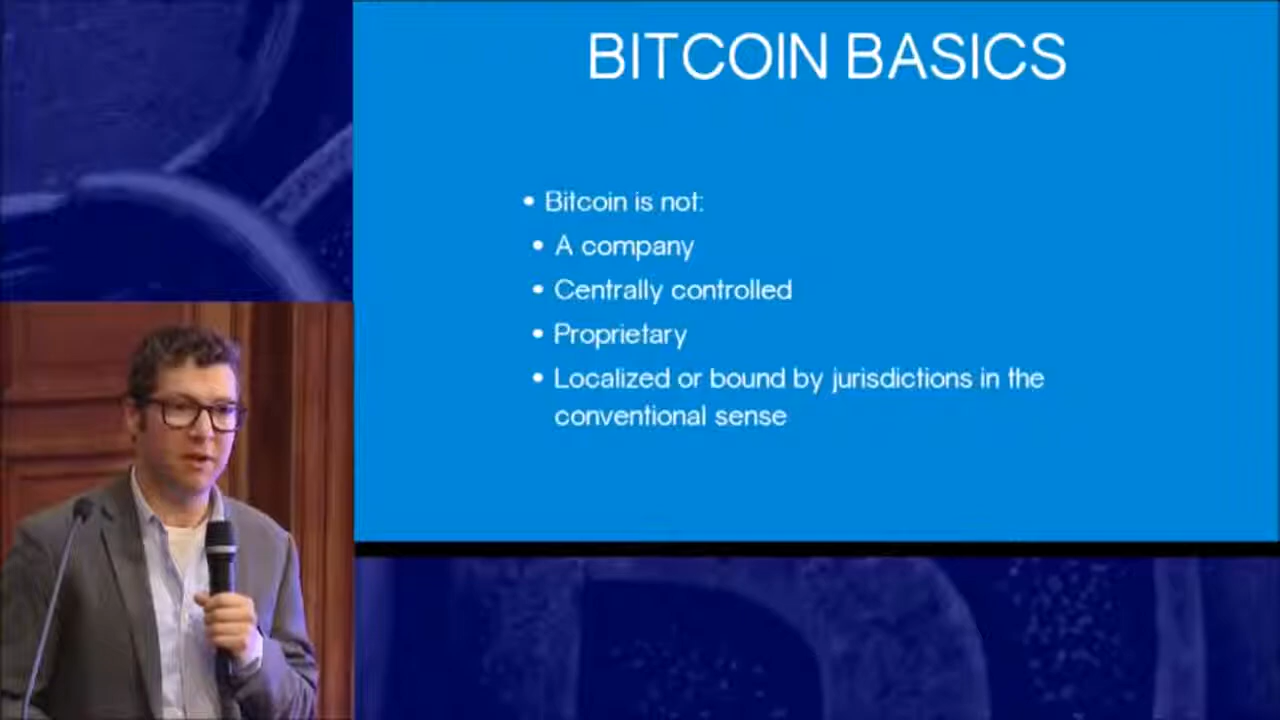 BITCOIN BASICS
• Bitcoin is not:
• A company
• Centrally controlled
• Proprietary
• Localized or bound by jurisdictions in the
conventional sense